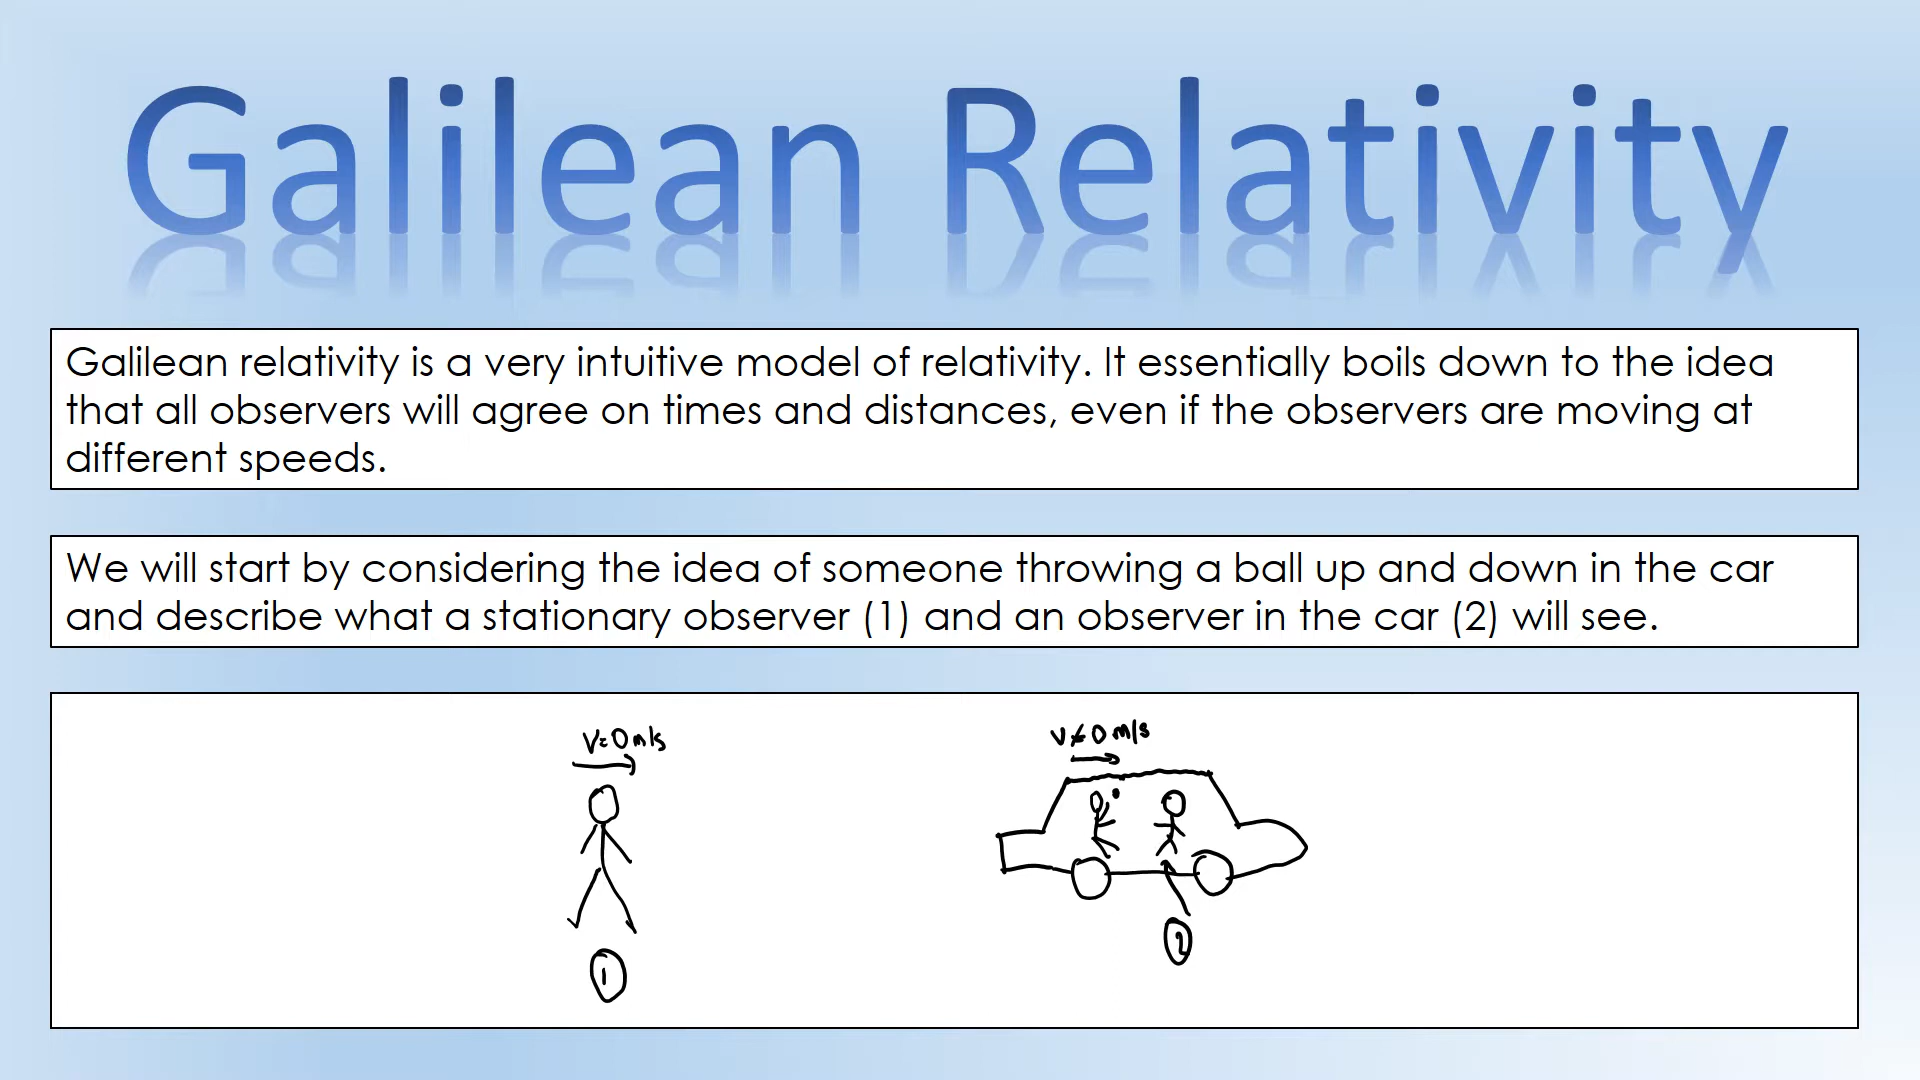 Galilean Relativity
Galilean relativity is a very intuitive model of relativity. It essentially boils down to the idea
that all observers will agree on times and distances, even if the observers are moving at
different speeds.
We will start by considering the idea of someone throwing a ball up and down in the car
and describe what a stationary observer (1) and an observer in the car (2) will see.
V=0m/s
V≠0m/s
1
2